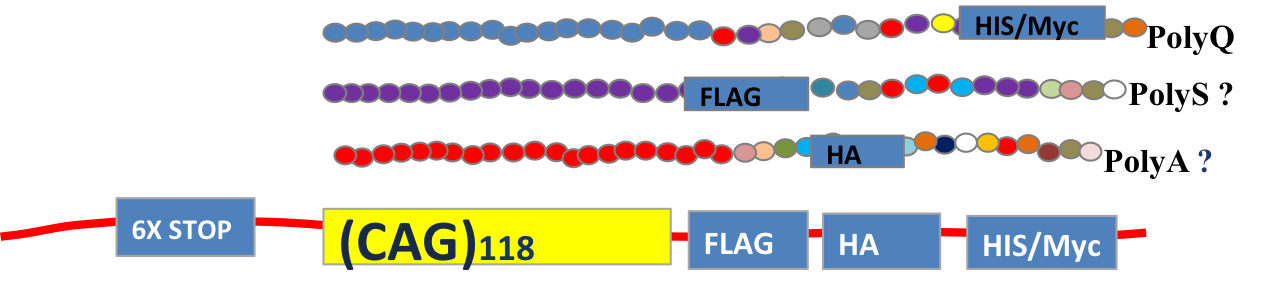 HIS/Myc PolyQ
FLAG PolyS ?
HA PolyA ?
6X STOP (CAG)118 FLAG HA HIS/Myc